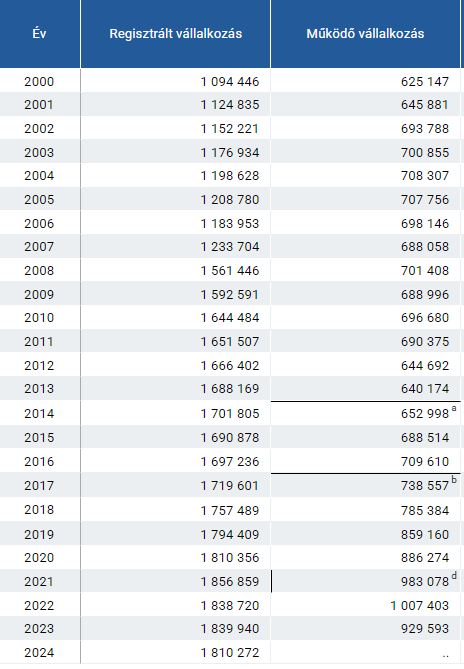 Év Regisztrált vállalkozás Működő vállalkozás
2000 1 094 446 625 147
2001 1 124 835 645 881
2002 1 152 221 693 788
2003 1 176 934 700 855
2004 1 198 628 708 307
2005 1 208 780 707 756
2006 1 183 953 698 146
2007 1 233 704 688 058
2008 1 561 446 701 408
2009 1 592 591 688 996
2010 1 644 484 696 680
2011 1 651 507 690 375
2012 1 666 402 644 692
2013 1 688 169 640 174
2014 1 701 805 652 998 a
2015 1 690 878 688 514
2016 1 697 236 709 610
2017 1 719 601 738 557 b
2018 1 757 489 785 384
2019 1 794 409 859 160
2020 1 810 356 886 274
2021 1 856 859 983 078 d
2022 1 838 720 1 007 403
2023 1 839 940 929 593
2024 1 810 272 ..